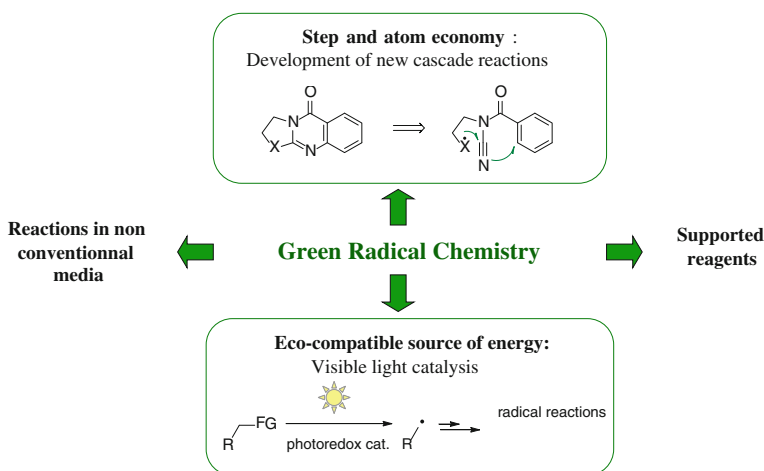 Step and atom economy :
Development of new cascade reactions
O
N
X
N
O
N
X
N
Reactions in non
conventionnal
media
Green Radical Chemistry
Supported
reagents
Eco-compatible source of energy:
Visible light catalysis
R
FG
photoredox cat.
R
radical reactions